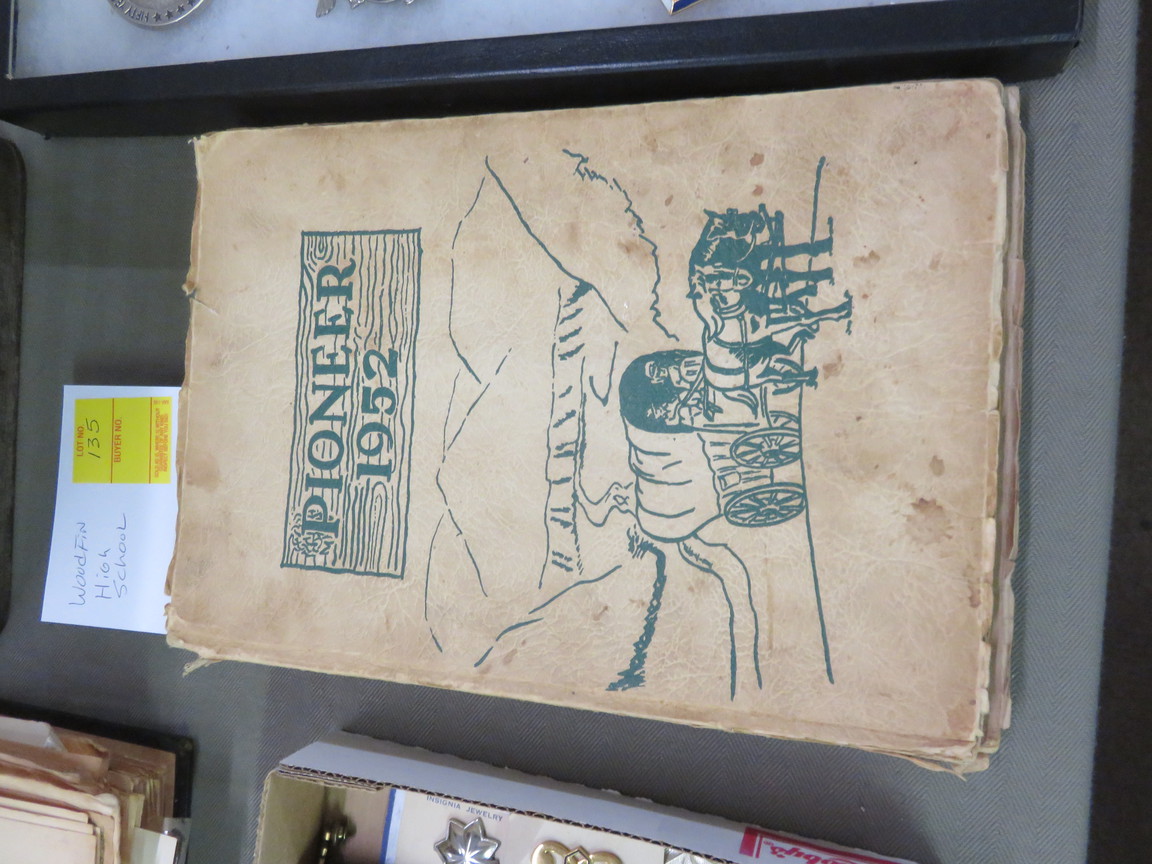 PIONEER
1952
LOT NO.
135
BUYER NO.
WOODFIN
HIGH
SCHOOL
INSIGNIA JEWELRY